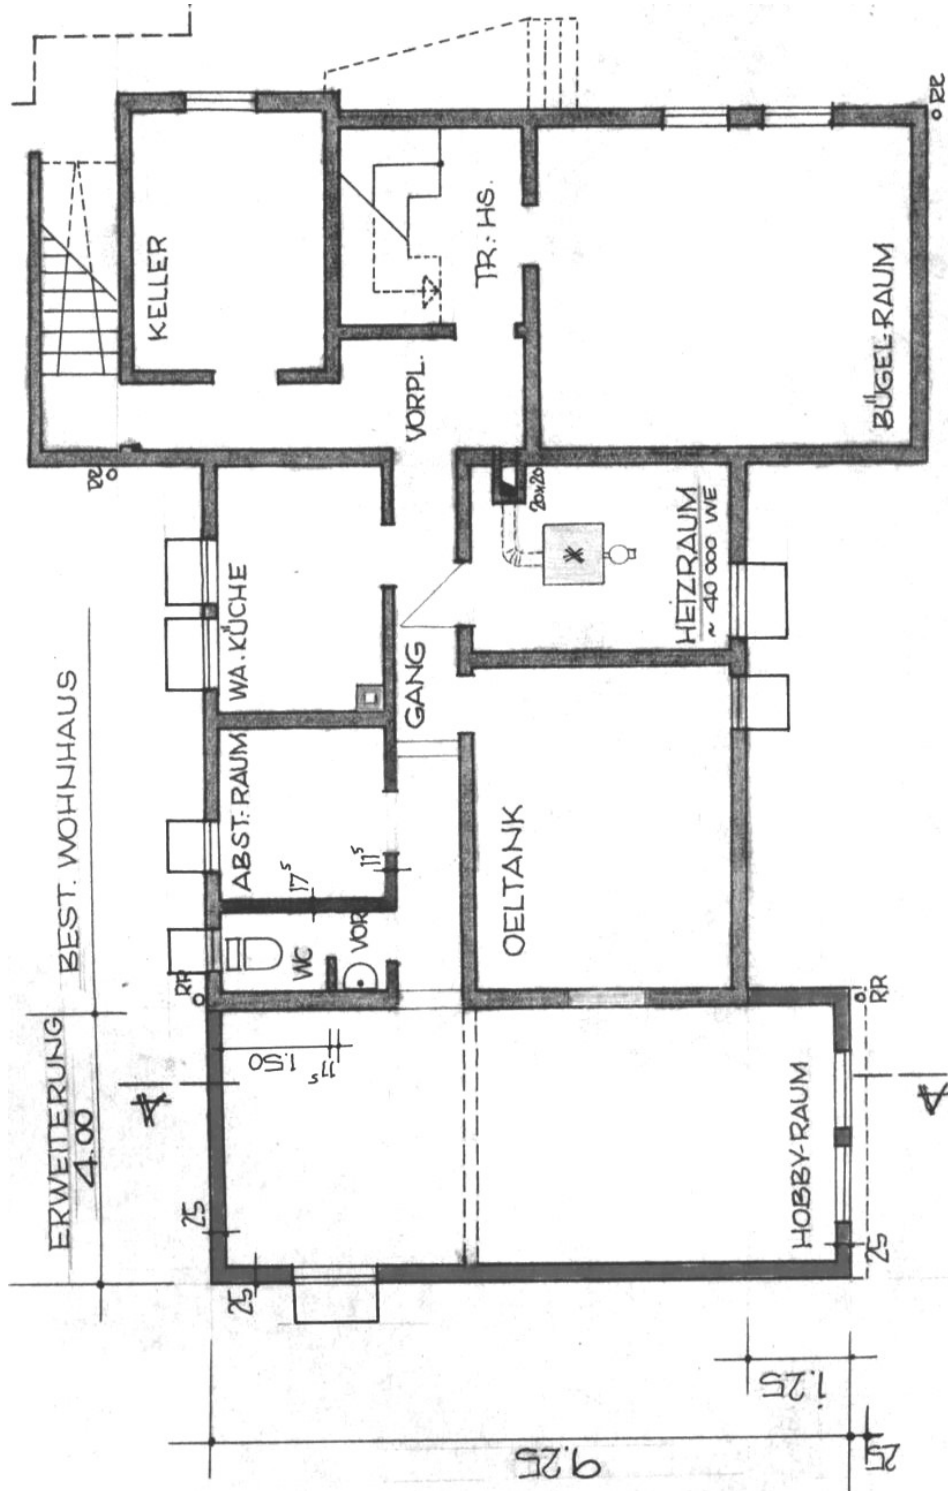 RR
KELLER
TR.-HS.
BÜGEL-RAUM
VORPL.
RR
20x20
HEIZRAUM
~ 40 000 WE
WA. KÜCHE
GANG
BEST. WOHNHAUS
ABST.-RAUM
17⁵
11⁵
OELTANK
WC
VOR
RR
RR
ERWEITERUNG
4.00
1.50
11⁵
A
A
HOBBY-RAUM
25
25
25
1.25
9.25
25